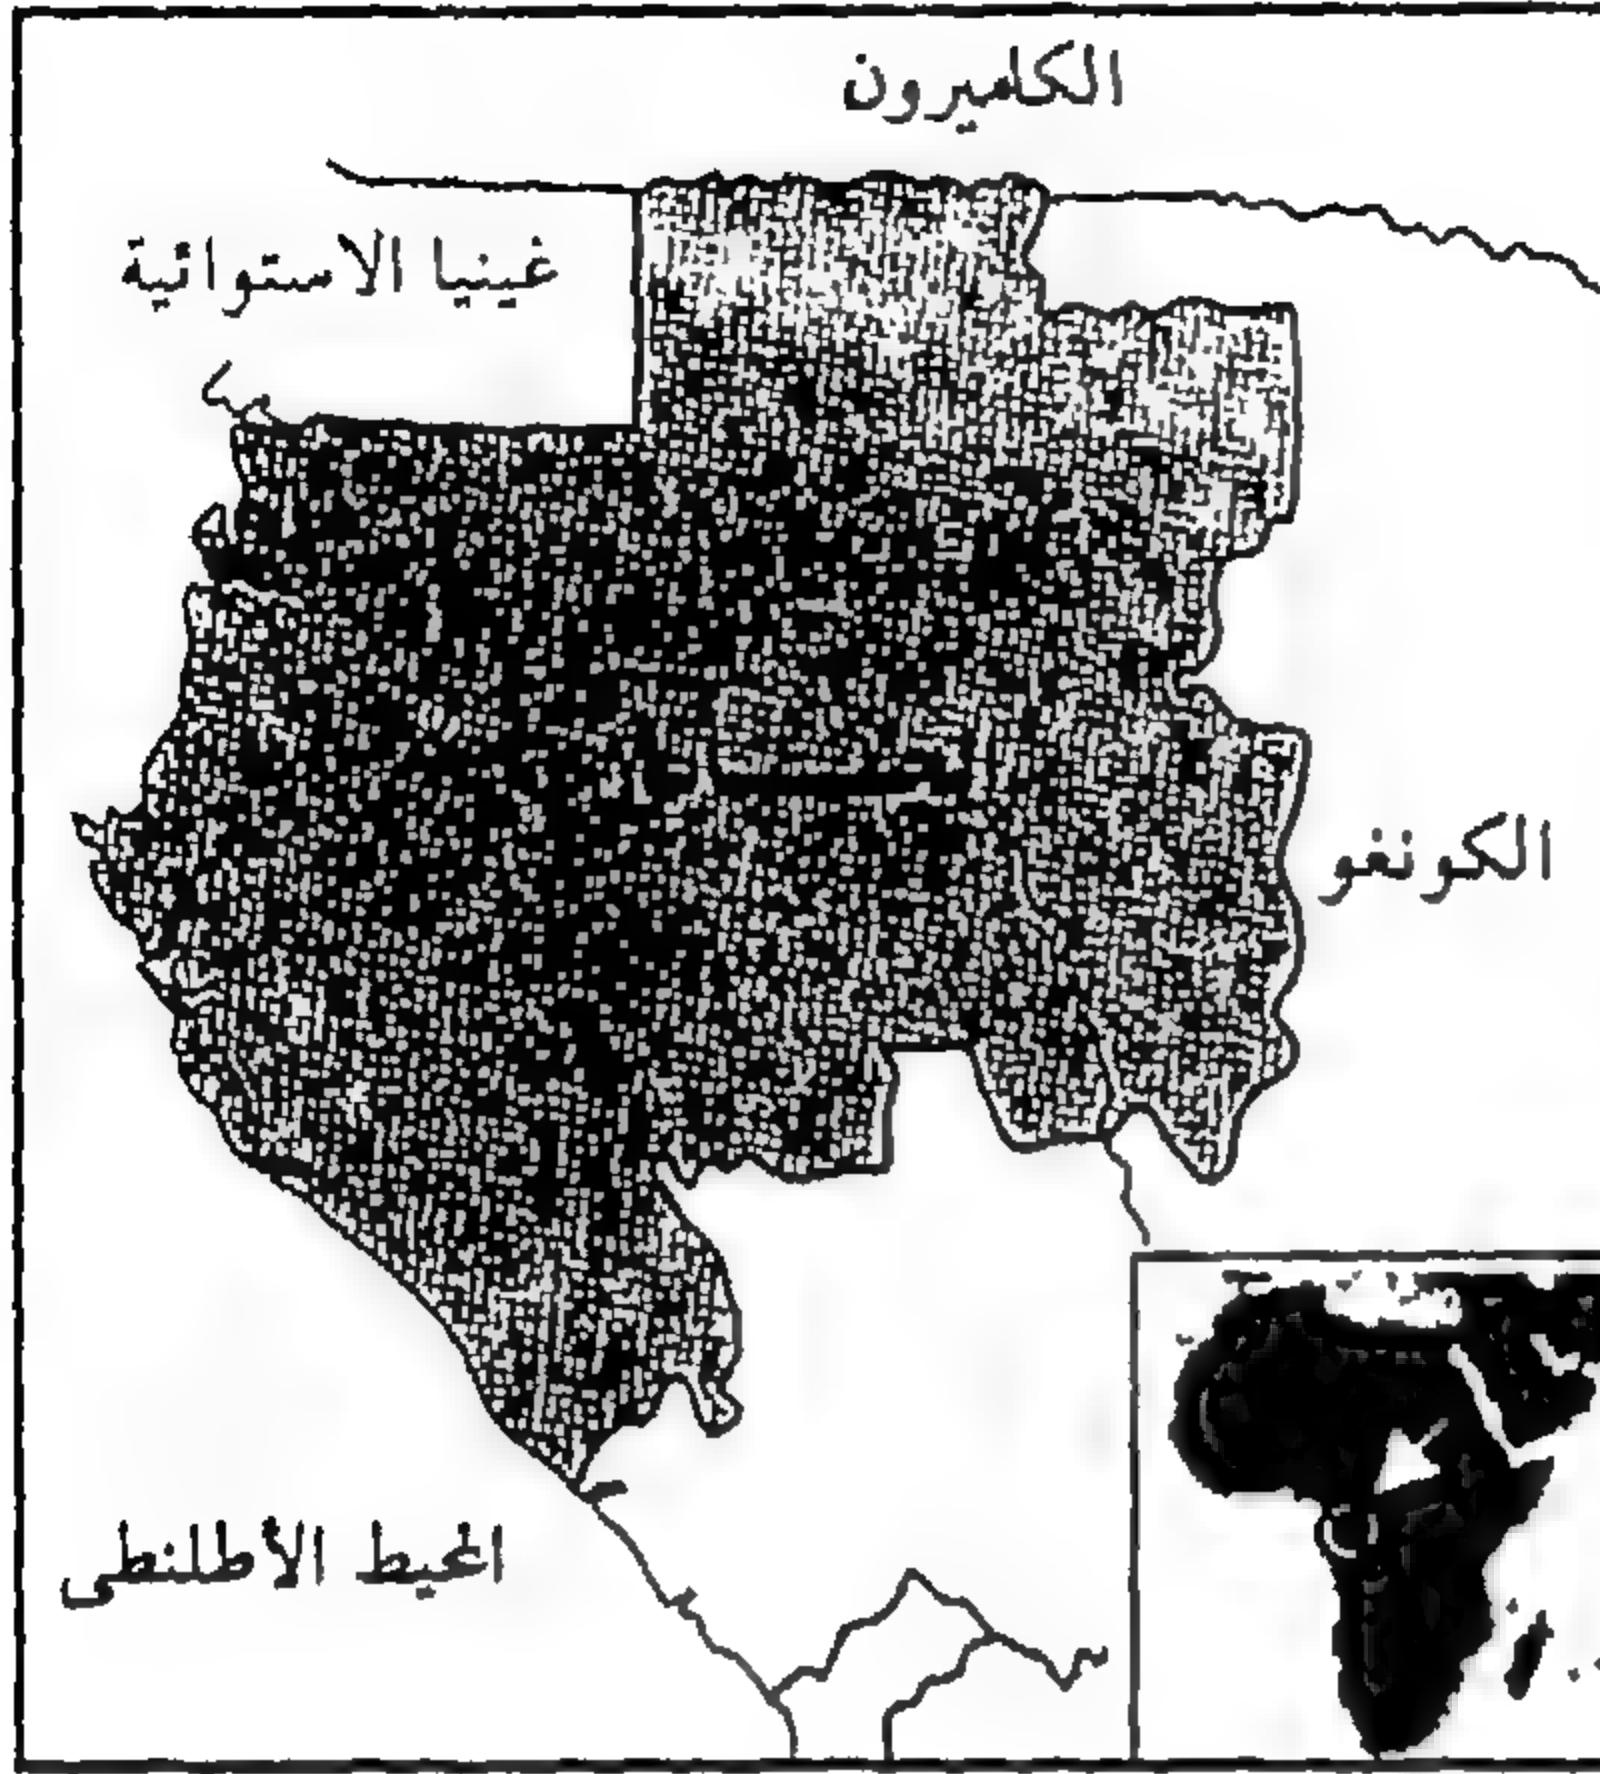 الكاميرون
غينيا الاستوائية
الكونغو
المحيط الأطلنطى